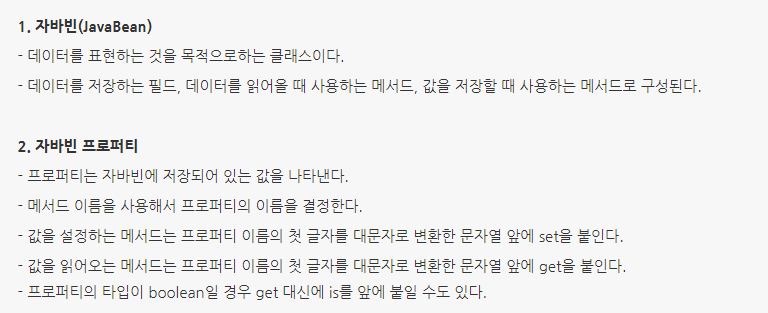 1. 자바빈(JavaBean)
- 데이터를 표현하는 것을 목적으로하는 클래스이다.
- 데이터를 저장하는 필드, 데이터를 읽어올 때 사용하는 메서드, 값을 저장할 때 사용하는 메서드로 구성된다.
2. 자바빈 프로퍼티
- 프로퍼티는 자바빈에 저장되어 있는 값을 나타낸다.
- 메서드 이름을 사용해서 프로퍼티의 이름을 결정한다.
- 값을 설정하는 메서드는 프로퍼티 이름의 첫 글자를 대문자로 변환한 문자열 앞에 set을 붙인다.
- 값을 읽어오는 메서드는 프로퍼티 이름의 첫 글자를 대문자로 변환한 문자열 앞에 get을 붙인다.
- 프로퍼티의 타입이 boolean일 경우 get 대신에 is를 앞에 붙일 수도 있다.